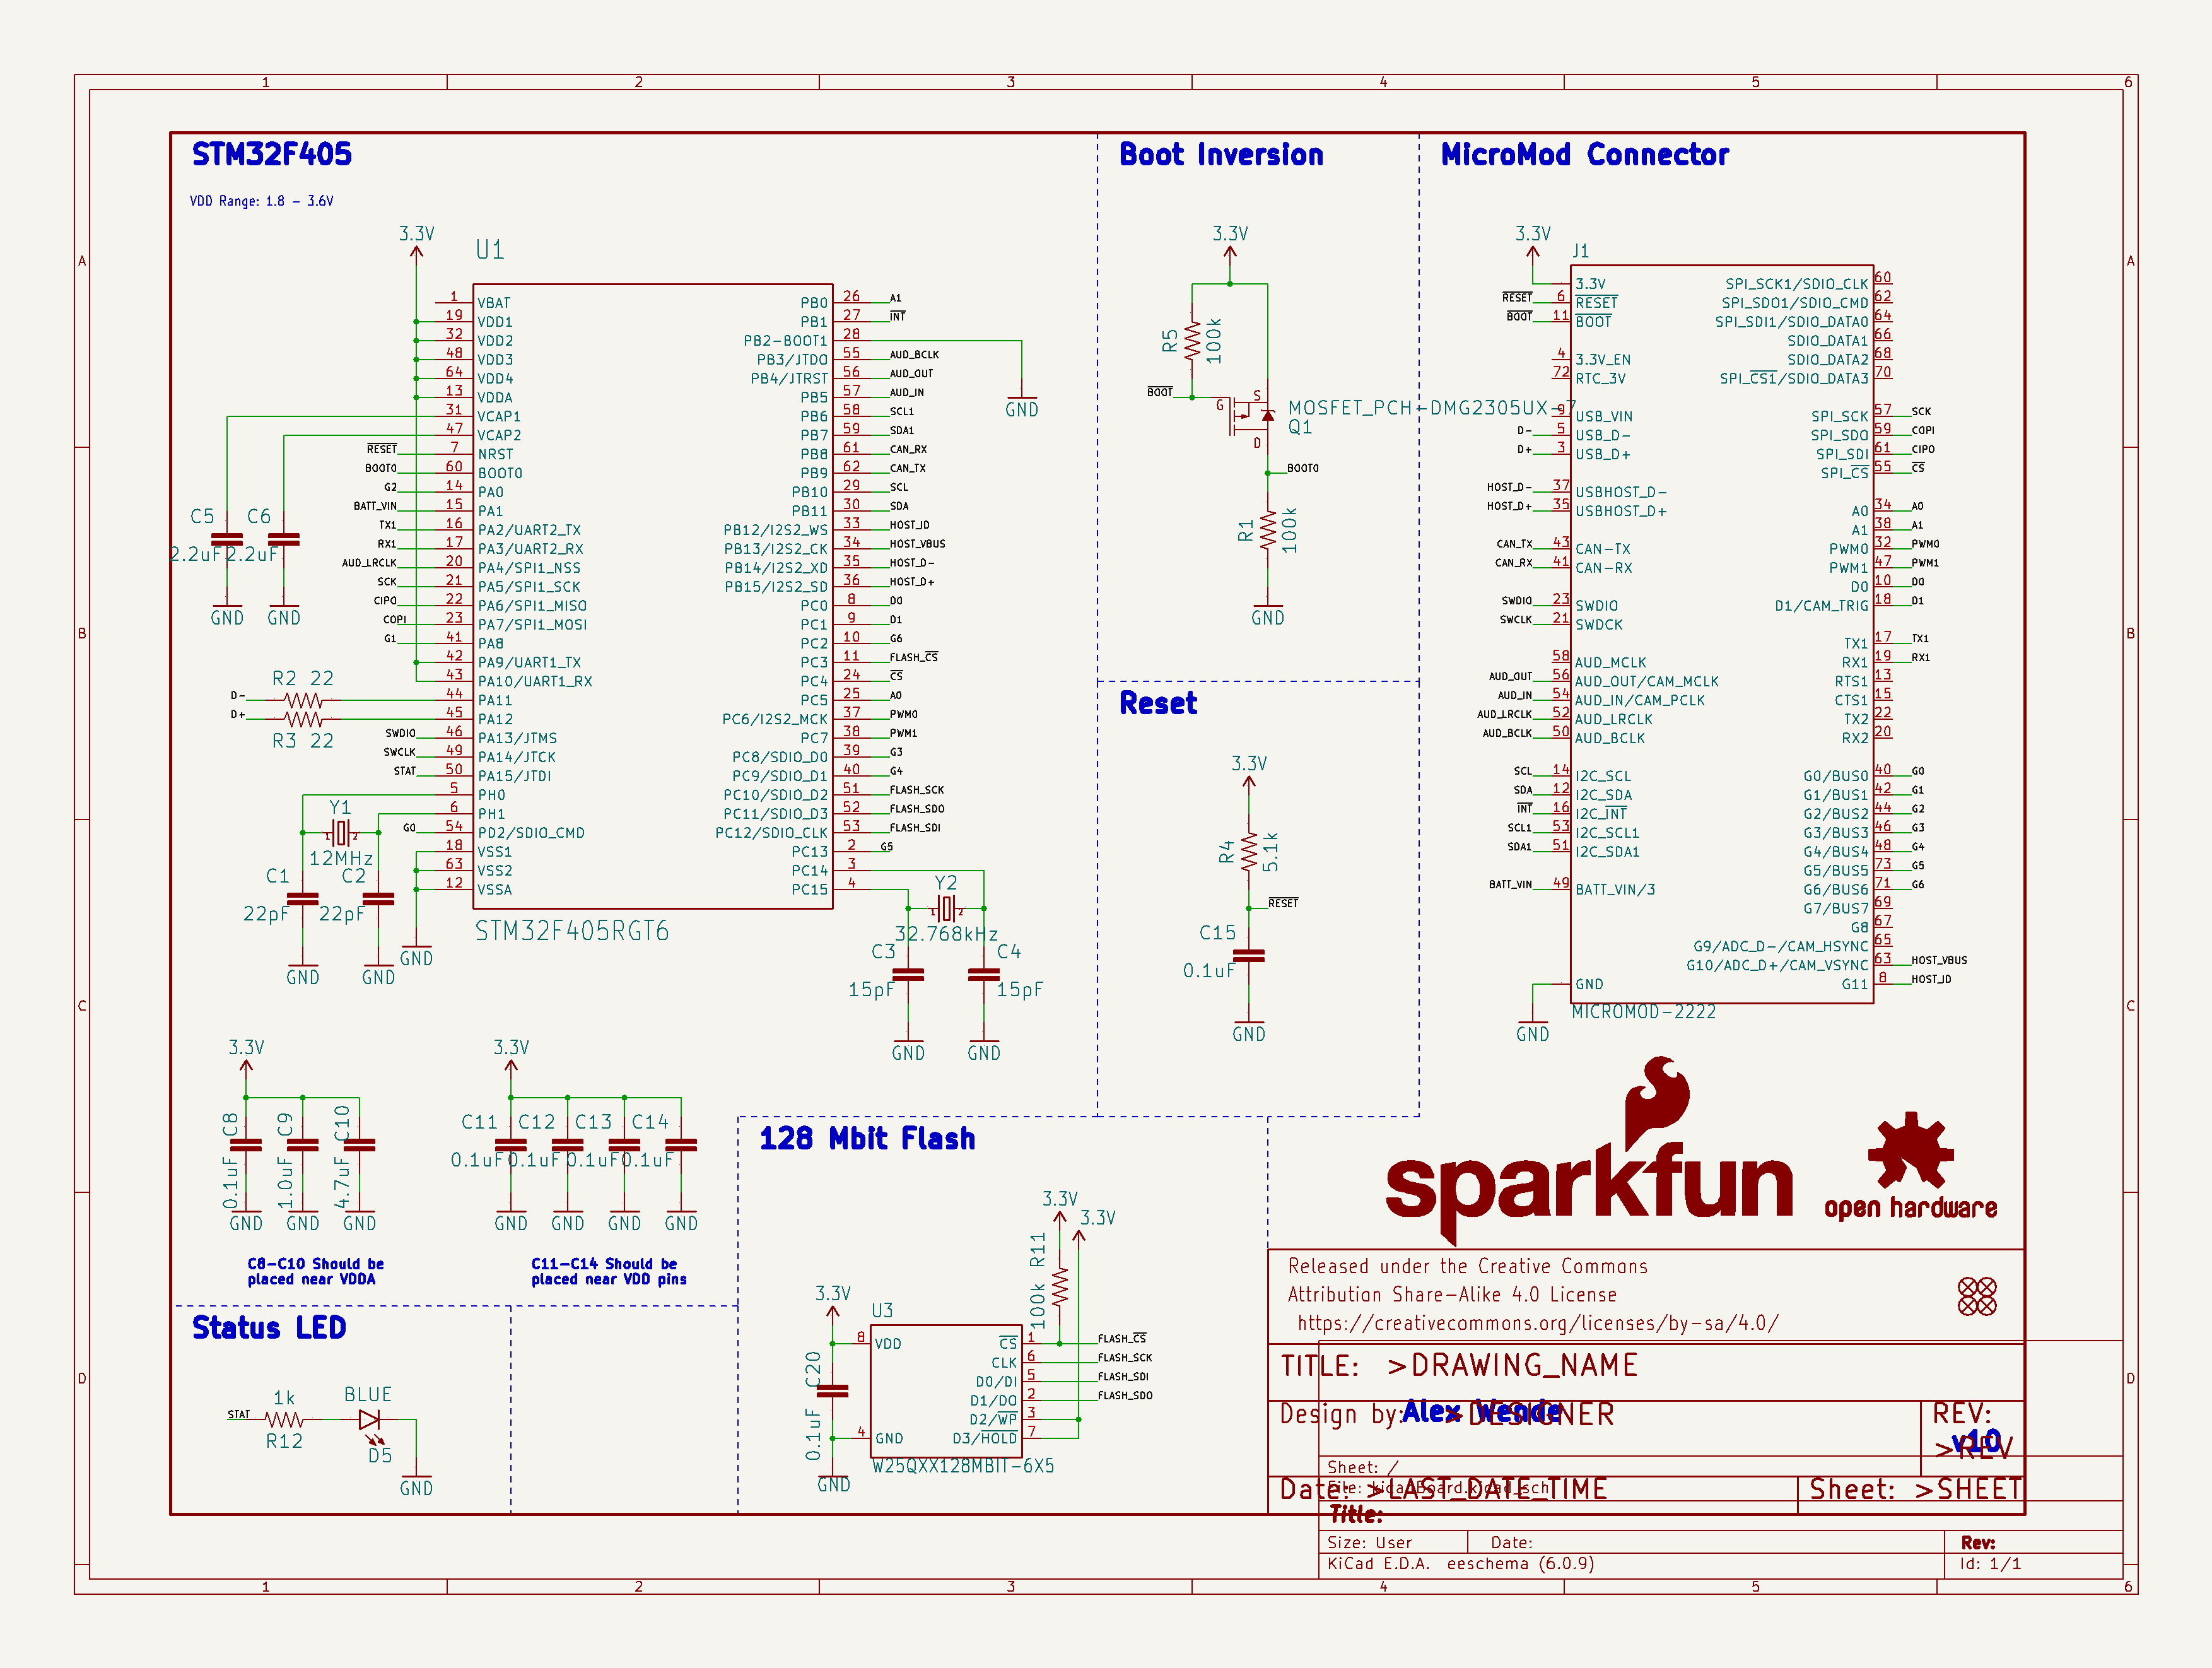 1 2 3 4 5 6
A
B
C
D
STM32F405
VDD Range: 1.8 - 3.6V
3.3V
U1
1 VBAT
19 VDD1
32 VDD2
48 VDD3
64 VDD4
13 VDDA
31 VCAP1
47 VCAP2
RESET 7 NRST
BOOT0 60 BOOT0
G2 14 PA0
BATT_VIN 15 PA1
TX1 16 PA2/UART2_TX
RX1 17 PA3/UART2_RX
AUD_LRCLK 20 PA4/SPI1_NSS
SCK 21 PA5/SPI1_SCK
CIPO 22 PA6/SPI1_MISO
COPI 23 PA7/SPI1_MOSI
G1 41 PA8
42 PA9/UART1_TX
43 PA10/UART1_RX
44 PA11
45 PA12
SWDIO 46 PA13/JTMS
SWCLK 49 PA14/JTCK
STAT 50 PA15/JTDI
5 PH0
6 PH1
G0 54 PD2/SDIO_CMD
18 VSS1
63 VSS2
12 VSSA
PB0 26 A1
PB1 27 INT
PB2-BOOT1 28
PB3/JTDO 55 AUD_BCLK
PB4/JTRST 56 AUD_OUT
PB5 57 AUD_IN
PB6 58 SCL1
PB7 59 SDA1
PB8 61 CAN_RX
PB9 62 CAN_TX
PB10 29 SCL
PB11 30 SDA
PB12/I2S2_WS 33 HOST_ID
PB13/I2S2_CK 34 HOST_VBUS
PB14/I2S2_XD 35 HOST_D-
PB15/I2S2_SD 36 HOST_D+
PC0 8 D0
PC1 9 D1
PC2 10 G6
PC3 11 FLASH_CS
PC4 24 CS
PC5 25 A0
PC6/I2S2_MCK 37 PWM0
PC7 38 PWM1
PC8/SDIO_D0 39 G3
PC9/SDIO_D1 40 G4
PC10/SDIO_D2 51 FLASH_SCK
PC11/SDIO_D3 52 FLASH_SDO
PC12/SDIO_CLK 53 FLASH_SDI
PC13 2 G5
PC14 3
PC15 4
STM32F405RGT6
GND
C5 C6
2.2uF 2.2uF
GND GND
R2 22
D-
D+
R3 22
Y1
1 2
12MHz
C1 C2
22pF 22pF
GND GND GND
Y2
1 2
32.768kHz
C3 C4
15pF 15pF
GND GND
3.3V
C8 C9 C10
0.1uF 1.0uF 4.7uF
GND GND GND
C8-C10 Should be
placed near VDDA
3.3V
C11 C12 C13 C14
0.1uF 0.1uF 0.1uF 0.1uF
GND GND GND GND
C11-C14 Should be
placed near VDD pins
Boot Inversion
3.3V
R5 100k
BOOT
G S D
MOSFET_PCH-DMG2305UX-7
Q1
BOOT0
R1 100k
GND
Reset
3.3V
R4 5.1k
RESET
C15
0.1uF
GND
MicroMod Connector
3.3V
J1
3.3V
RESET 6 RESET
BOOT 11 BOOT
4 3.3V_EN
72 RTC_3V
9 USB_VIN
D- 5 USB_D-
D+ 3 USB_D+
HOST_D- 37 USBHOST_D-
HOST_D+ 35 USBHOST_D+
CAN_TX 43 CAN-TX
CAN_RX 41 CAN-RX
SWDIO 23 SWDIO
SWCLK 21 SWDCK
58 AUD_MCLK
AUD_OUT 56 AUD_OUT/CAM_MCLK
AUD_IN 54 AUD_IN/CAM_PCLK
AUD_LRCLK 52 AUD_LRCLK
AUD_BCLK 50 AUD_BCLK
SCL 14 I2C_SCL
SDA 12 I2C_SDA
INT 16 I2C_INT
SCL1 53 I2C_SCL1
SDA1 51 I2C_SDA1
BATT_VIN 49 BATT_VIN/3
GND
GND
SPI_SCK1/SDIO_CLK 60
SPI_SDO1/SDIO_CMD 62
SPI_SDI1/SDIO_DATA0 64
SDIO_DATA1 66
SDIO_DATA2 68
SPI_CS1/SDIO_DATA3 70
SPI_SCK 57 SCK
SPI_SDO 59 COPI
SPI_SDI 61 CIPO
SPI_CS 55 CS
A0 34 A0
A1 38 A1
PWM0 32 PWM0
PWM1 47 PWM1
D0 10 D0
D1/CAM_TRIG 18 D1
TX1 17 TX1
RX1 19 RX1
RTS1 13
CTS1 15
TX2 22
RX2 20
G0/BUS0 40 G0
G1/BUS1 42 G1
G2/BUS2 44 G2
G3/BUS3 46 G3
G4/BUS4 48 G4
G5/BUS5 73 G5
G6/BUS6 71 G6
G7/BUS7 69
G8 67
G9/ADC_D-/CAM_HSYNC 65
G10/ADC_D+/CAM_VSYNC 63 HOST_VBUS
G11 8 HOST_ID
MICROMOD-2222
128 Mbit Flash
3.3V
3.3V
R11 100k
3.3V
U3
8 VDD
4 GND
CS 1 FLASH_CS
CLK 6 FLASH_SCK
D0/DI 5 FLASH_SDI
D1/DO 2 FLASH_SDO
D2/WP 3
D3/HOLD 7
C20 0.1uF
W25QXX128MBIT-6X5
GND
Status LED
STAT
1k
R12
BLUE
D5
GND
sparkfun
open hardware
Released under the Creative Commons
Attribution Share-Alike 4.0 License
https://creativecommons.org/licenses/by-sa/4.0/
TITLE: >DRAWING_NAME
Design by: Alex Wende >DESIGNER
REV:
v10
>REV
Sheet: /
File: kicadBoard.kicad_sch
Date: >LAST_DATE_TIME
Sheet: >SHEET
Title:
Size: User Date: Rev:
KiCad E.D.A. eeschema (6.0.9) Id: 1/1
1 2 3 4 5 6